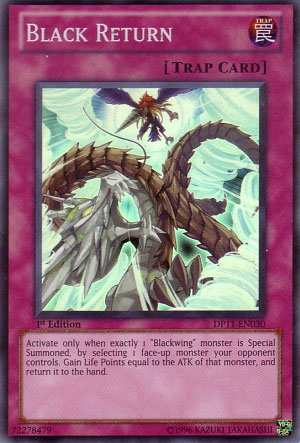 BLACK RETURN
TRAP
罠
[TRAP CARD]
1st Edition
DP11-EN030
Activate only when exactly 1 "Blackwing" monster is Special
Summoned, by selecting 1 face-up monster your opponent
controls. Gain Life Points equal to the ATK of that monster, and
return it to the hand.
72278479
©1996 KAZUKI TAKAHASHI